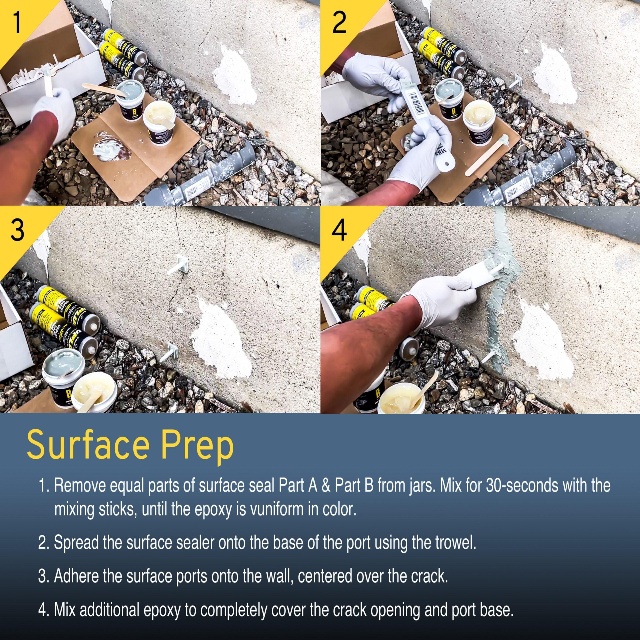 1
2
3
4
Surface Prep
1. Remove equal parts of surface seal Part A & Part B from jars. Mix for 30-seconds with the
mixing sticks, until the epoxy is vuniform in color.
2. Spread the surface sealer onto the base of the port using the trowel.
3. Adhere the surface ports onto the wall, centered over the crack.
4. Mix additional epoxy to completely cover the crack opening and port base.